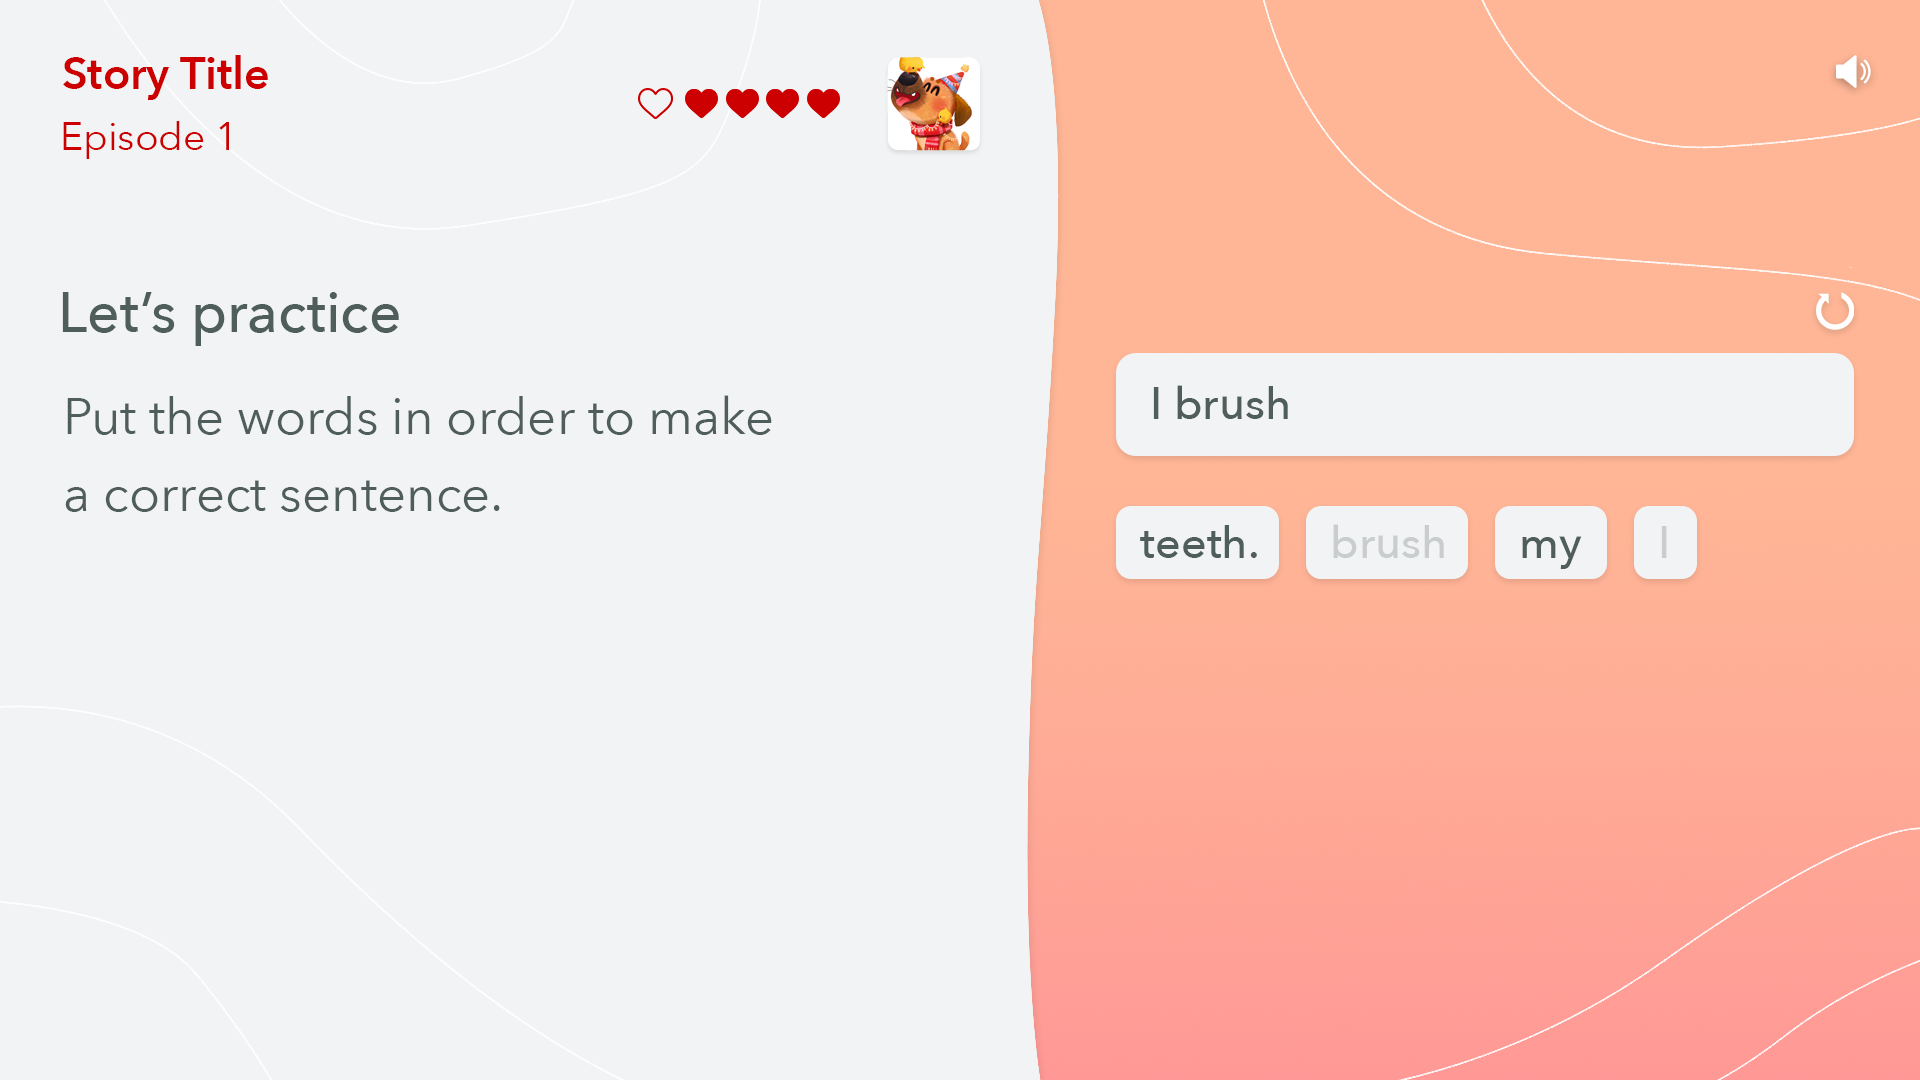 Story Title
Episode 1
Let’s practice
Put the words in order to make
a correct sentence.
I brush
teeth. brush my I